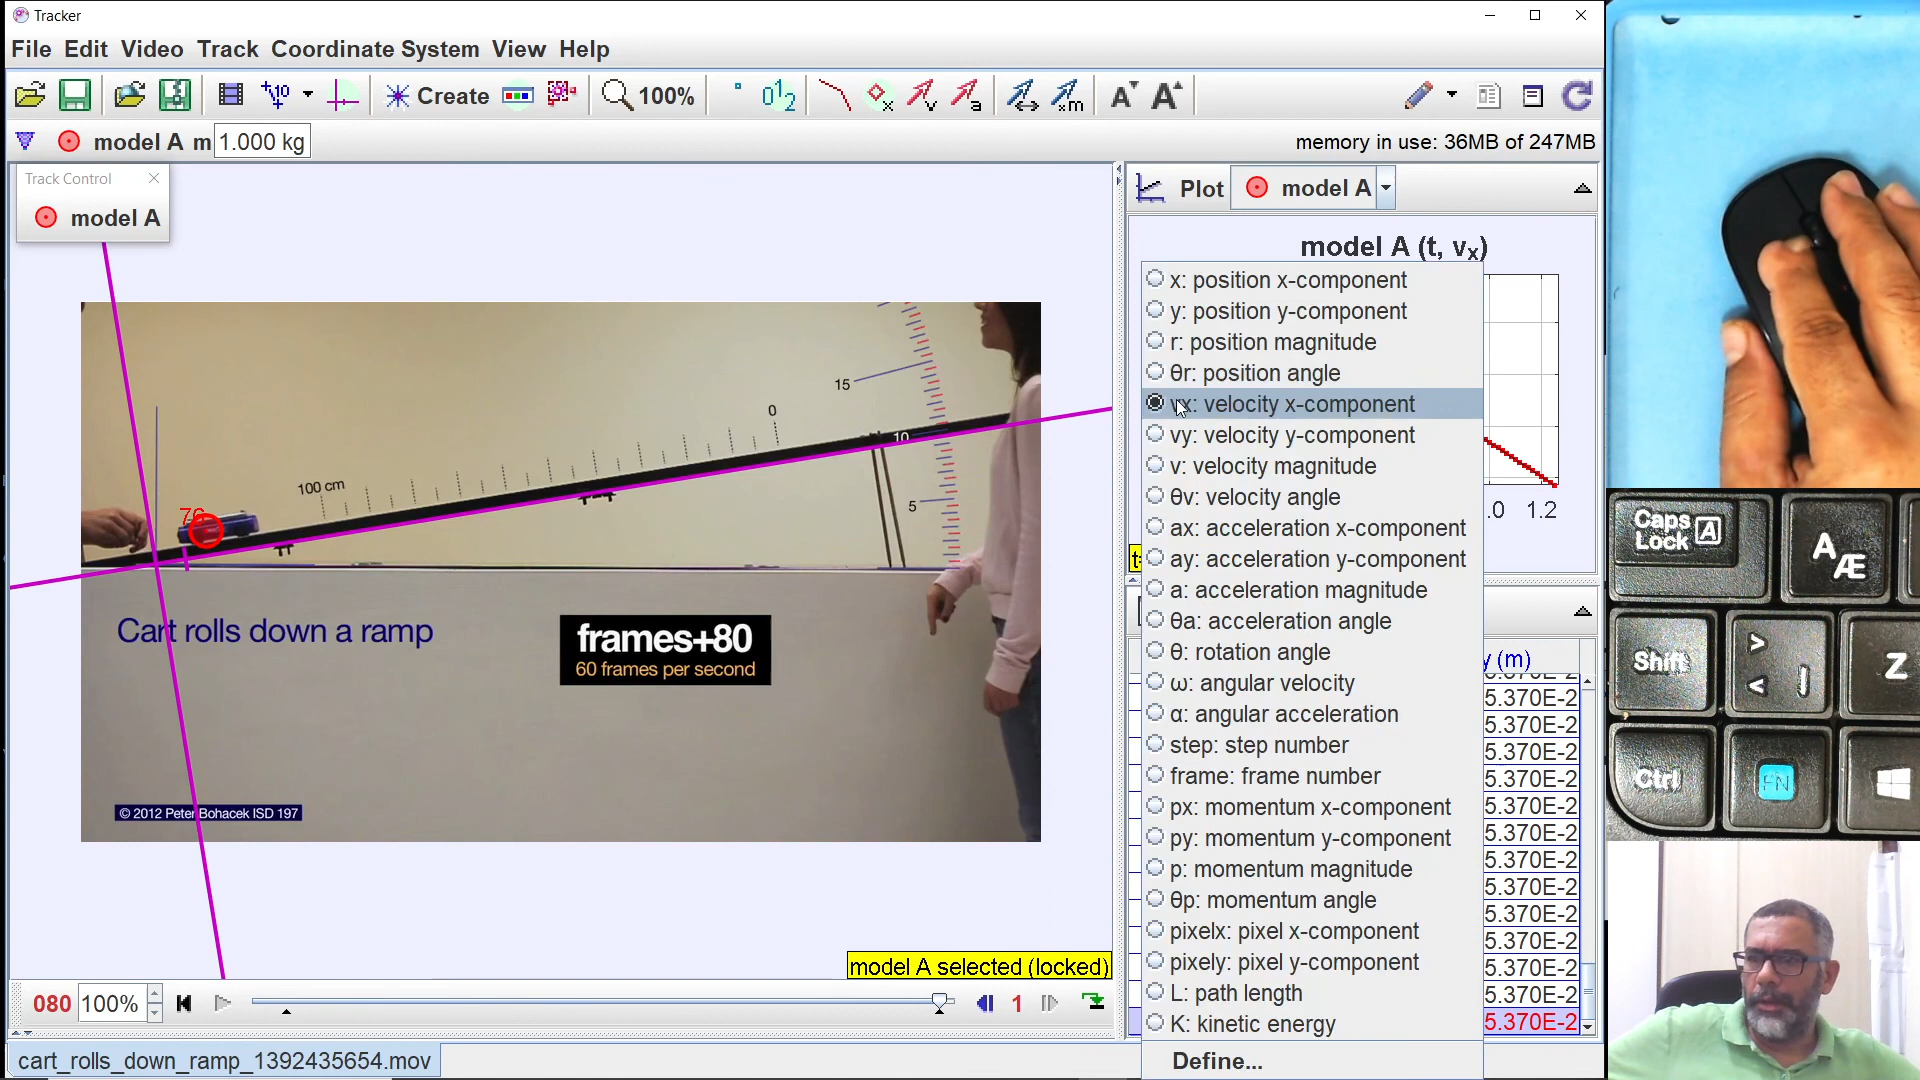 Tracker
File Edit Video Track Coordinate System View Help
Create
100%
model A m 1.000 kg
memory in use: 36MB of 247MB
Track Control
model A
Plot
model A
model A (t, vx)
x: position x-component
y: position y-component
r: position magnitude
θr: position angle
vx: velocity x-component
vy: velocity y-component
v: velocity magnitude
θv: velocity angle
ax: acceleration x-component
ay: acceleration y-component
a: acceleration magnitude
θa: acceleration angle
θ: rotation angle
ω: angular velocity
α: angular acceleration
step: step number
frame: frame number
px: momentum x-component
py: momentum y-component
p: momentum magnitude
θp: momentum angle
pixelx: pixel x-component
pixely: pixel y-component
L: path length
K: kinetic energy
Define...
.0 1.2
y (m)
5.370E-2
5.370E-2
5.370E-2
5.370E-2
5.370E-2
5.370E-2
5.370E-2
5.370E-2
5.370E-2
5.370E-2
5.370E-2
5.370E-2
5.370E-2
15
0
10
5
100 cm
76
Cart rolls down a ramp
frames+80
60 frames per second
© 2012 Peter Bohacek ISD 197
model A selected (locked)
080 100%
1
cart_rolls_down_ramp_1392435654.mov
Caps Lock A
A Æ
Shift
>
< |
Z
Ctrl
FN